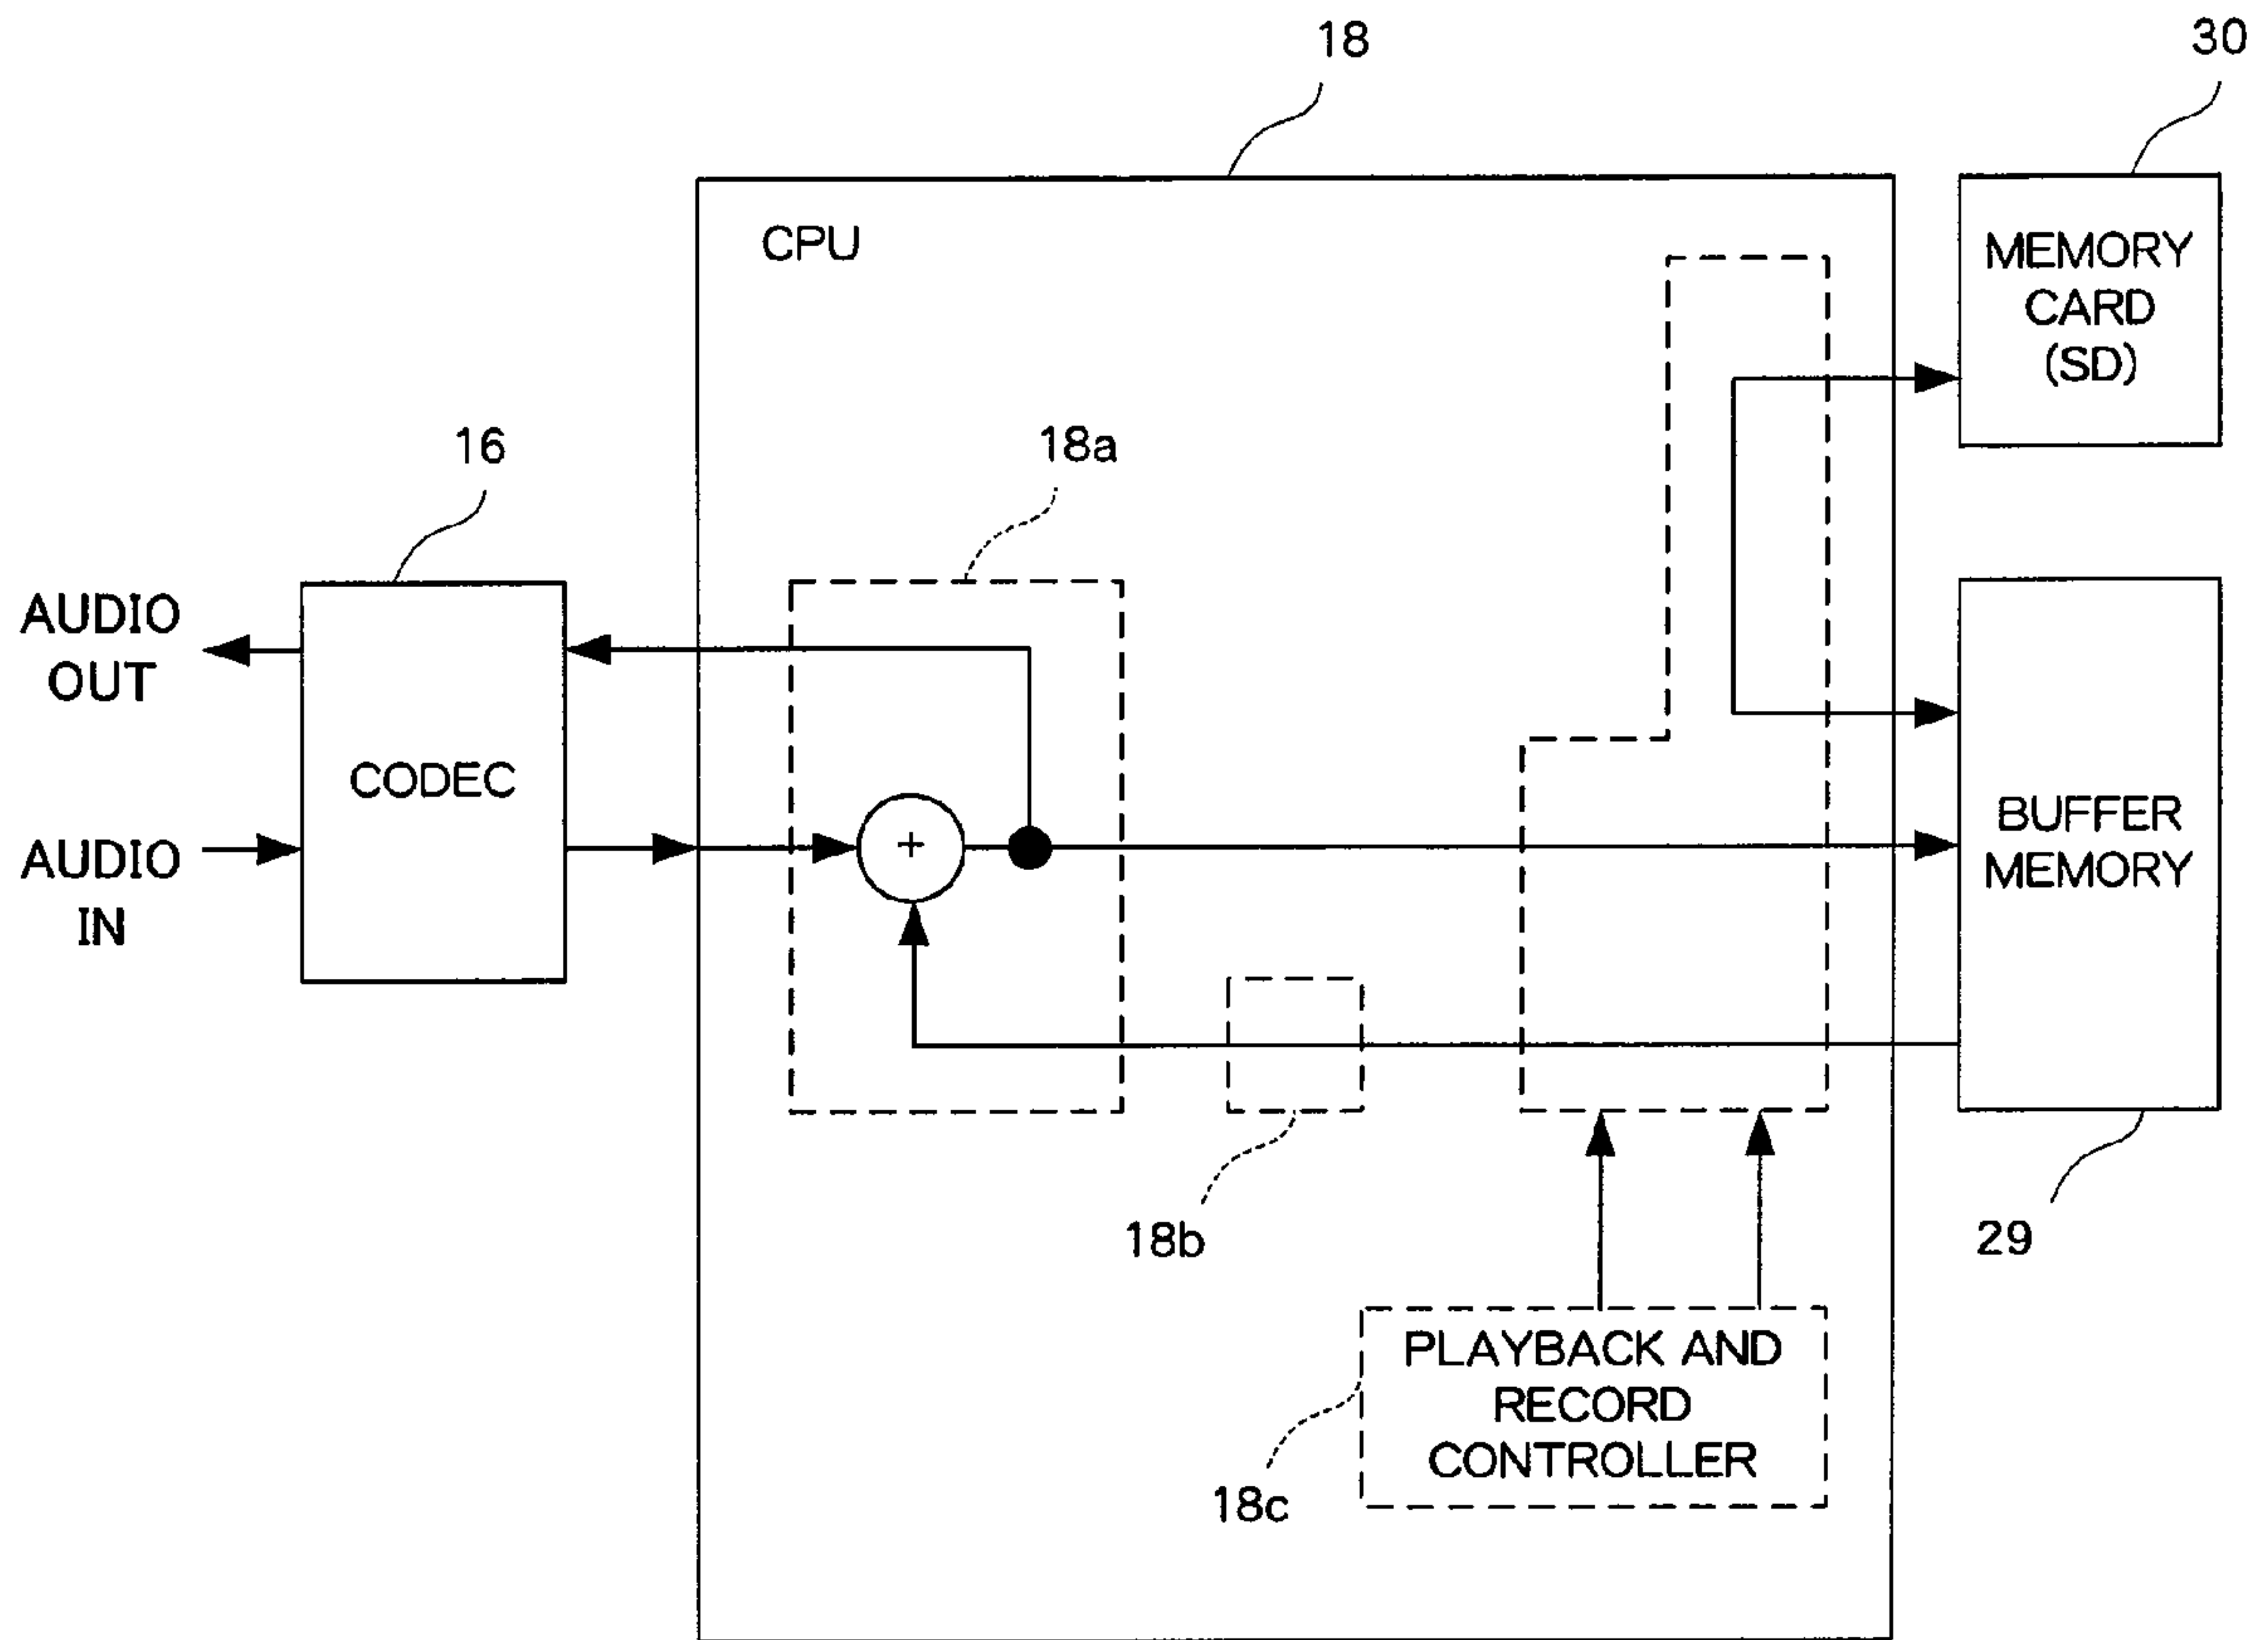 18
30
CPU
MEMORY
CARD
(SD)
16
18a
AUDIO
OUT
CODEC
+
AUDIO
IN
BUFFER
MEMORY
18b
29
PLAYBACK AND
RECORD
CONTROLLER
18c